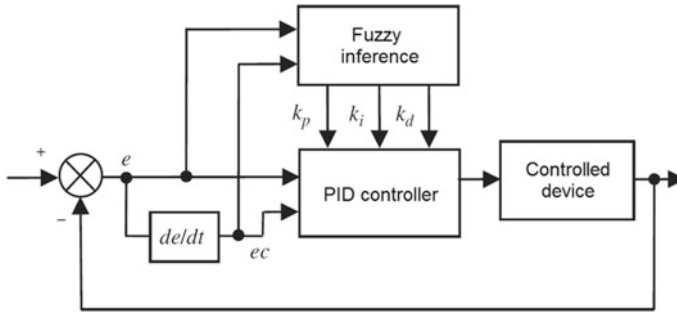 Fuzzy
inference
k_p k_i k_d
+
e
PID controller
Controlled
device
−
de/dt
ec